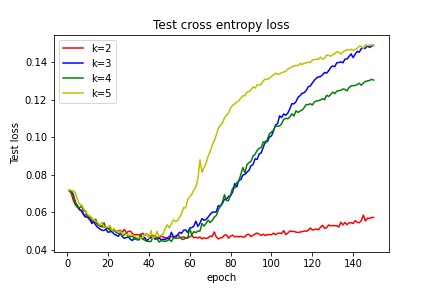 Test cross entropy loss
k=2
k=3
k=4
k=5
Test loss
0.14
0.12
0.10
0.08
0.06
0.04
0 20 40 60 80 100 120 140
epoch